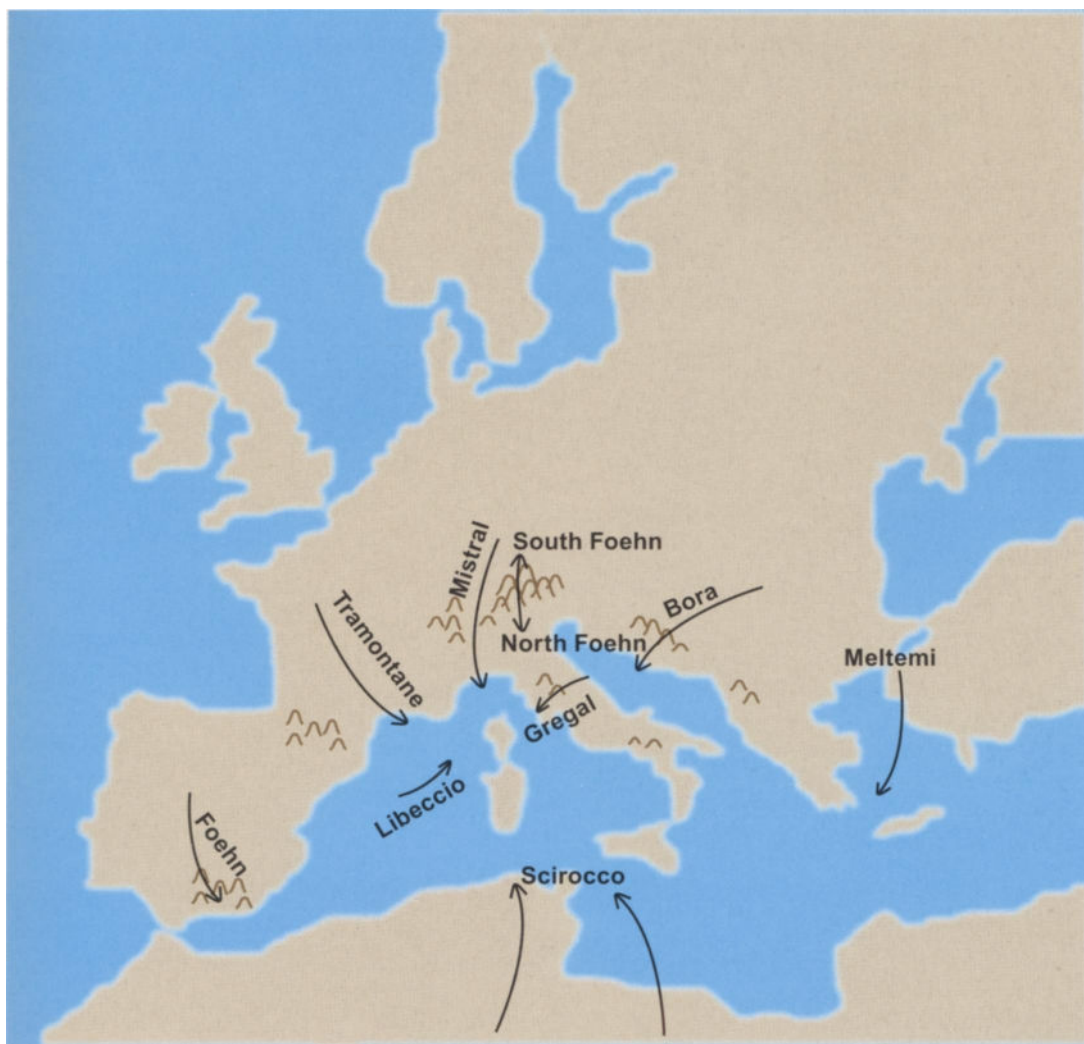 Mistral
South Foehn
Tramontane
Bora
North Foehn
Meltemi
Gregal
Libeccio
Foehn
Scirocco